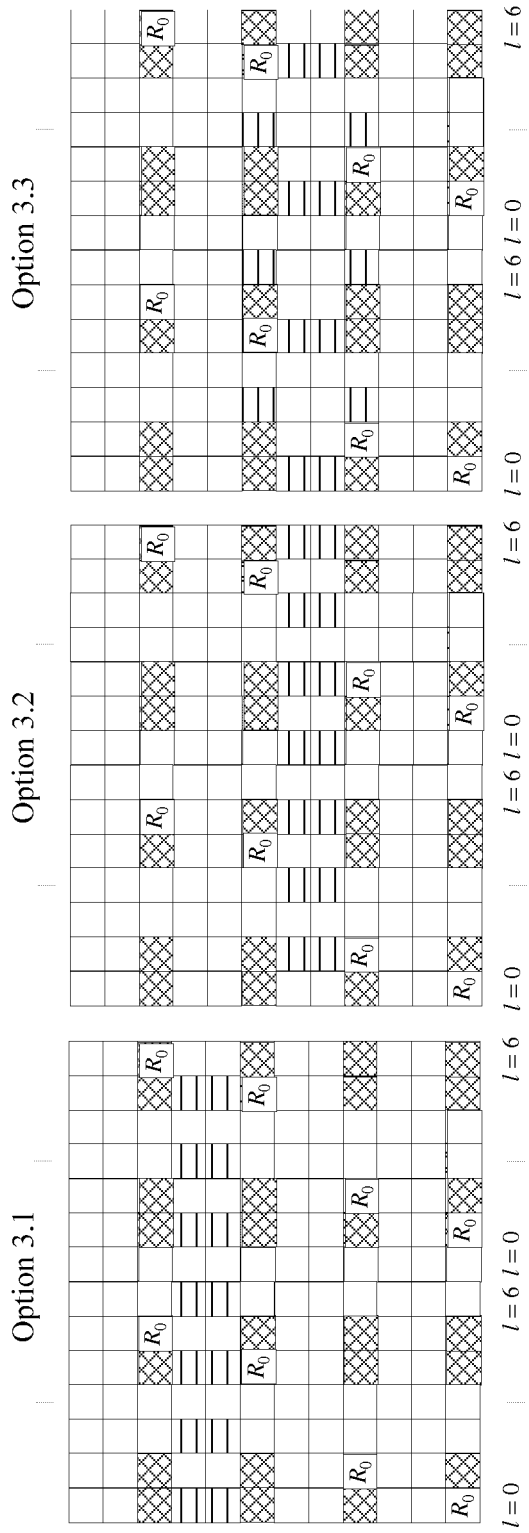 Option 3.1 Option 3.2 Option 3.3
R₀ R₀ R₀ R₀ R₀ R₀
R₀ R₀ R₀ R₀ R₀ R₀
R₀ R₀ R₀ R₀ R₀ R₀
R₀ R₀ R₀ R₀ R₀ R₀
l = 0 l = 6 l = 0 l = 6 l = 0 l = 6 l = 0 l = 6 l = 0 l = 6 l = 0 l = 6